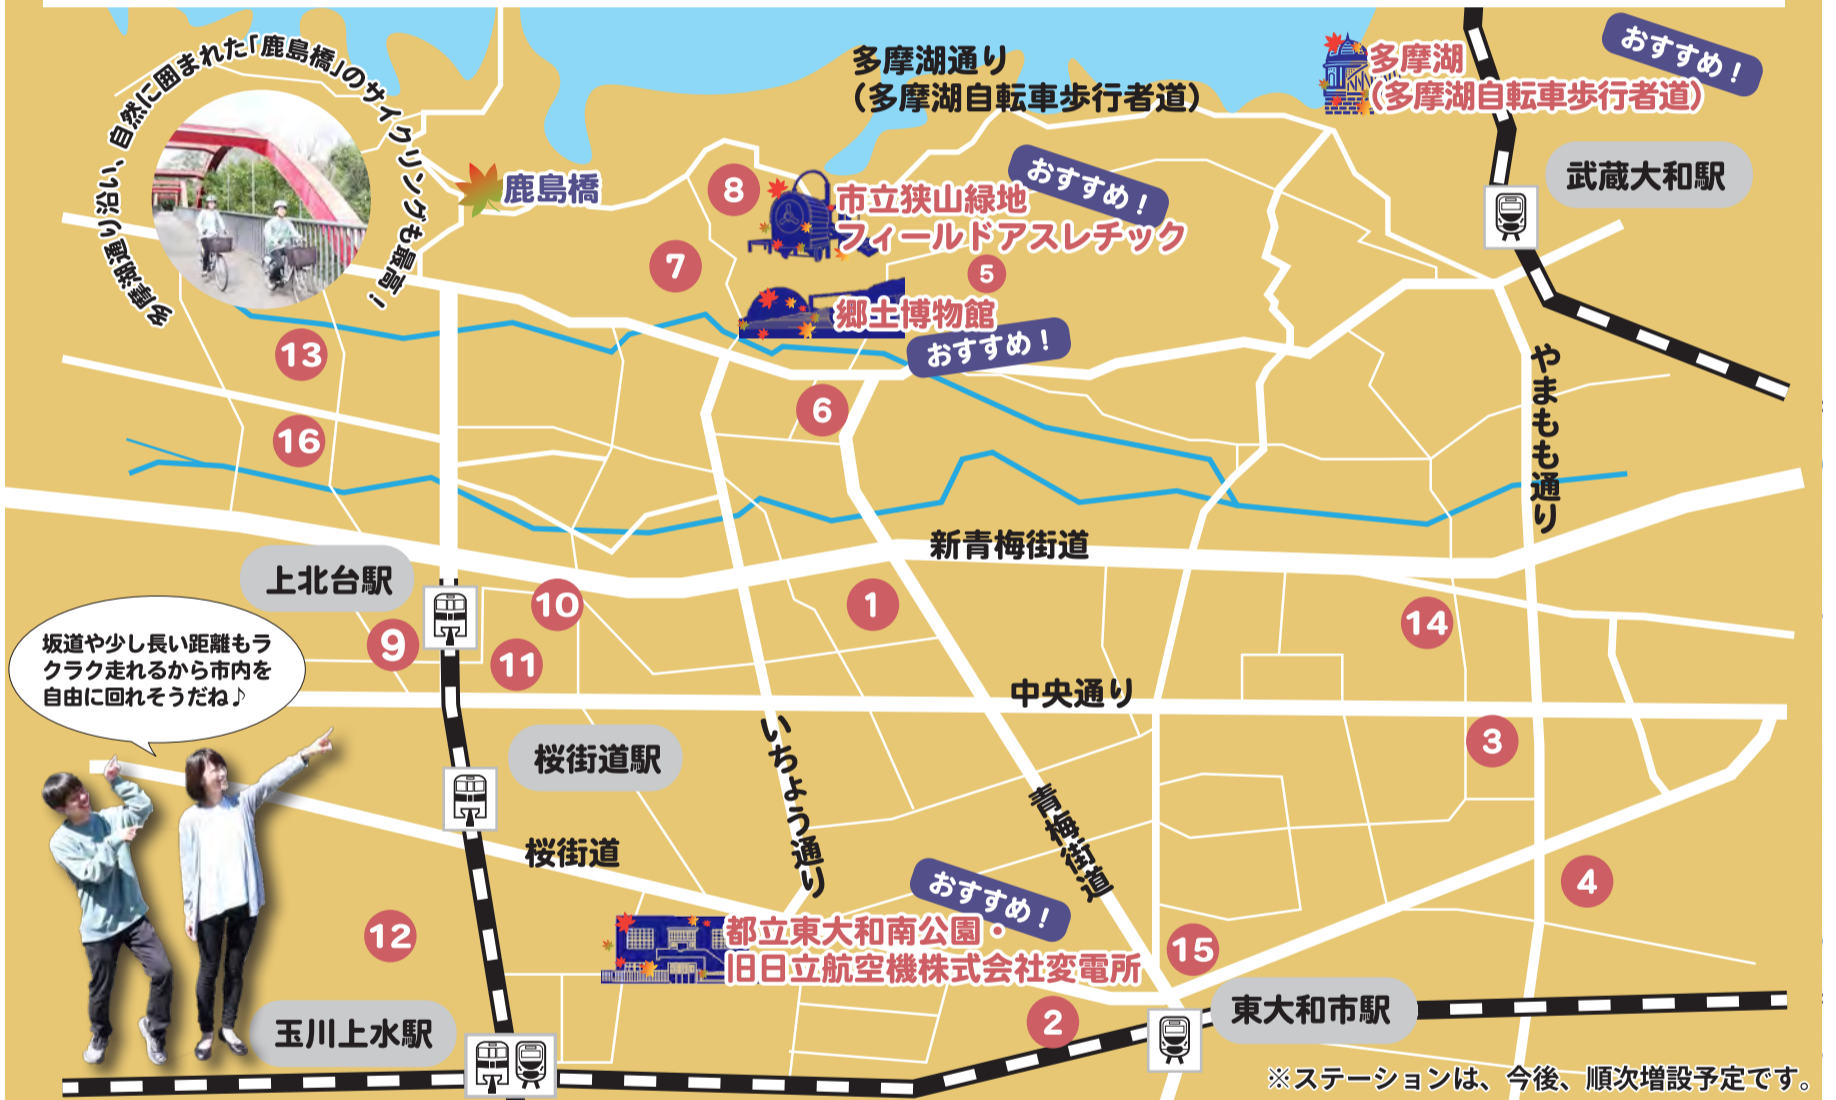 多摩湖通り沿い、自然に囲まれた「鹿島橋」のサイクリングも最高！
多摩湖通り
（多摩湖自転車歩行者道）
多摩湖
（多摩湖自転車歩行者道）
おすすめ！
武蔵大和駅
鹿島橋
8
市立狭山緑地
フィールドアスレチック
おすすめ！
7
5
郷土博物館
おすすめ！
13
6
16
やまもも通り
新青梅街道
上北台駅
10
1
14
9
11
坂道や少し長い距離もラ
クラク走れるから市内を
自由に回れそうだね♪
中央通り
3
桜街道駅
いちょう通り
青梅街道
桜街道
4
おすすめ！
12
都立東大和南公園・
旧日立航空機株式会社変電所
15
2
東大和市駅
玉川上水駅
※ステーションは、今後、順次増設予定です。